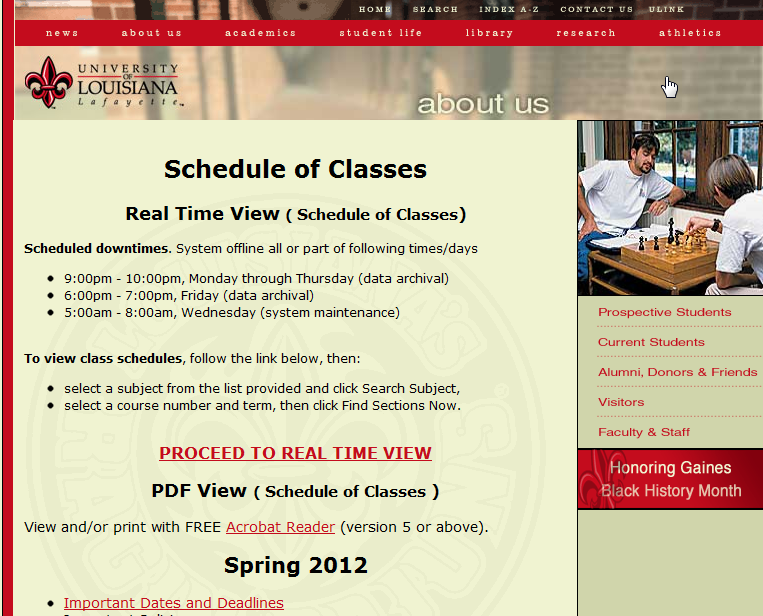 HOME SEARCH INDEX A-Z CONTACT US ULINK
news about us academics student life library research athletics
UNIVERSITY
OF
LOUISIANA
Lafayette™
about us
Schedule of Classes
Real Time View ( Schedule of Classes)
Scheduled downtimes. System offline all or part of following times/days
• 9:00pm - 10:00pm, Monday through Thursday (data archival)
• 6:00pm - 7:00pm, Friday (data archival)
• 5:00am - 8:00am, Wednesday (system maintenance)
To view class schedules, follow the link below, then:
• select a subject from the list provided and click Search Subject,
• select a course number and term, then click Find Sections Now.
PROCEED TO REAL TIME VIEW
PDF View ( Schedule of Classes )
View and/or print with FREE Acrobat Reader (version 5 or above).
Spring 2012
• Important Dates and Deadlines
Prospective Students
Current Students
Alumni, Donors & Friends
Visitors
Faculty & Staff
Honoring Gaines
Black History Month